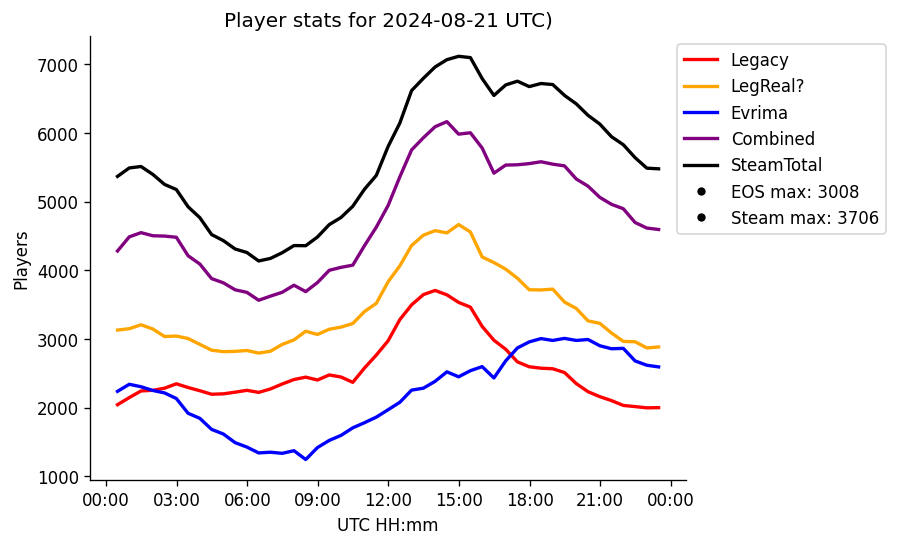 Player stats for 2024-08-21 UTC)
Legacy
LegReal?
Evrima
Combined
SteamTotal
EOS max: 3008
Steam max: 3706
Players
7000
6000
5000
4000
3000
2000
1000
00:00 03:00 06:00 09:00 12:00 15:00 18:00 21:00 00:00
UTC HH:mm